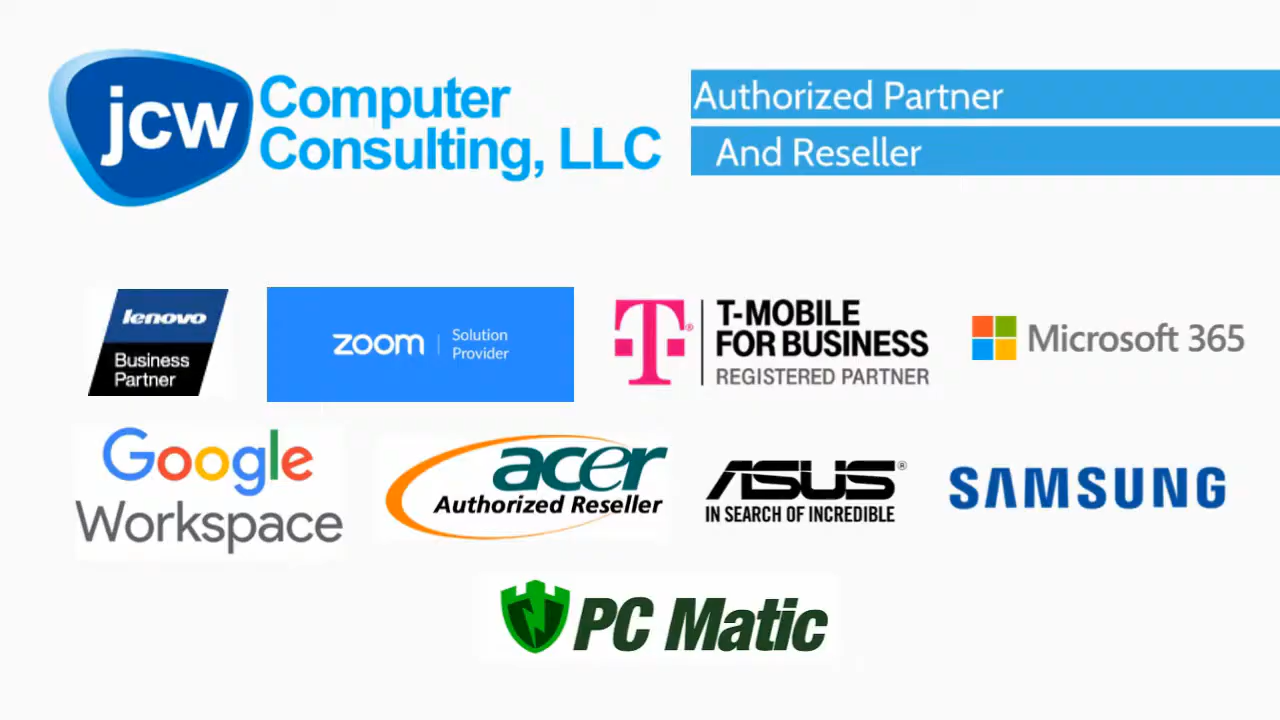 jcw
Computer
Consulting, LLC
Authorized Partner
And Reseller
lenovo
Business
Partner
zoom
Solution
Provider
T®
T-MOBILE
FOR BUSINESS
REGISTERED PARTNER
Microsoft 365
Google
Workspace
acer
Authorized Reseller
ASUS®
IN SEARCH OF INCREDIBLE
SAMSUNG
PC Matic